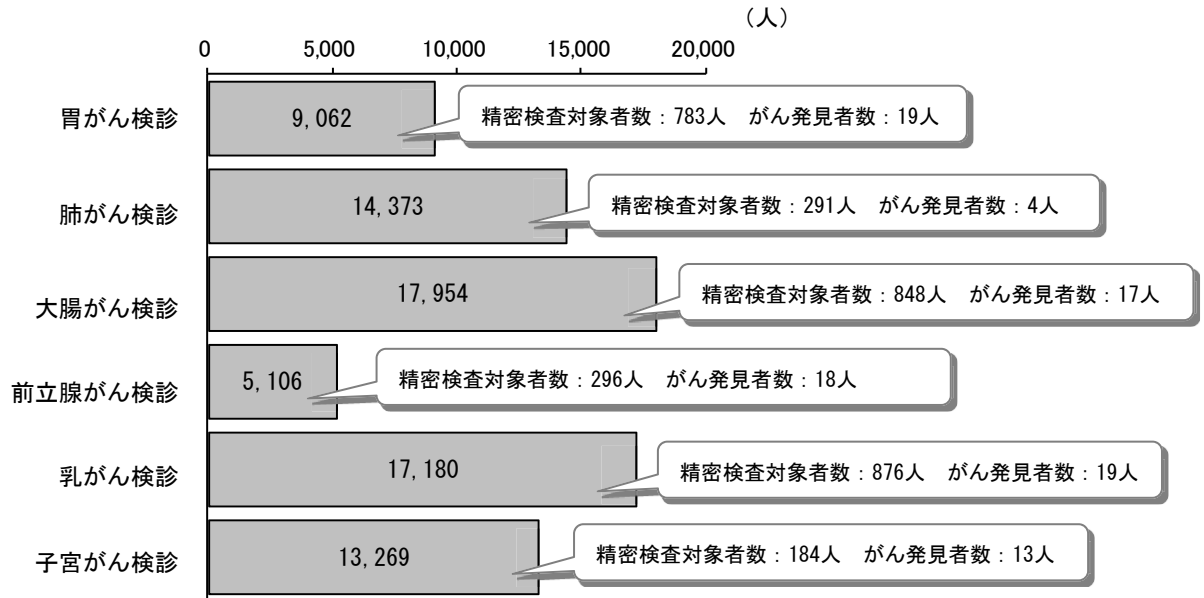 (人)
0 5,000 10,000 15,000 20,000
胃がん検診 9,062 精密検査対象者数：783人 がん発見者数：19人
肺がん検診 14,373 精密検査対象者数：291人 がん発見者数：4人
大腸がん検診 17,954 精密検査対象者数：848人 がん発見者数：17人
前立腺がん検診 5,106 精密検査対象者数：296人 がん発見者数：18人
乳がん検診 17,180 精密検査対象者数：876人 がん発見者数：19人
子宮がん検診 13,269 精密検査対象者数：184人 がん発見者数：13人